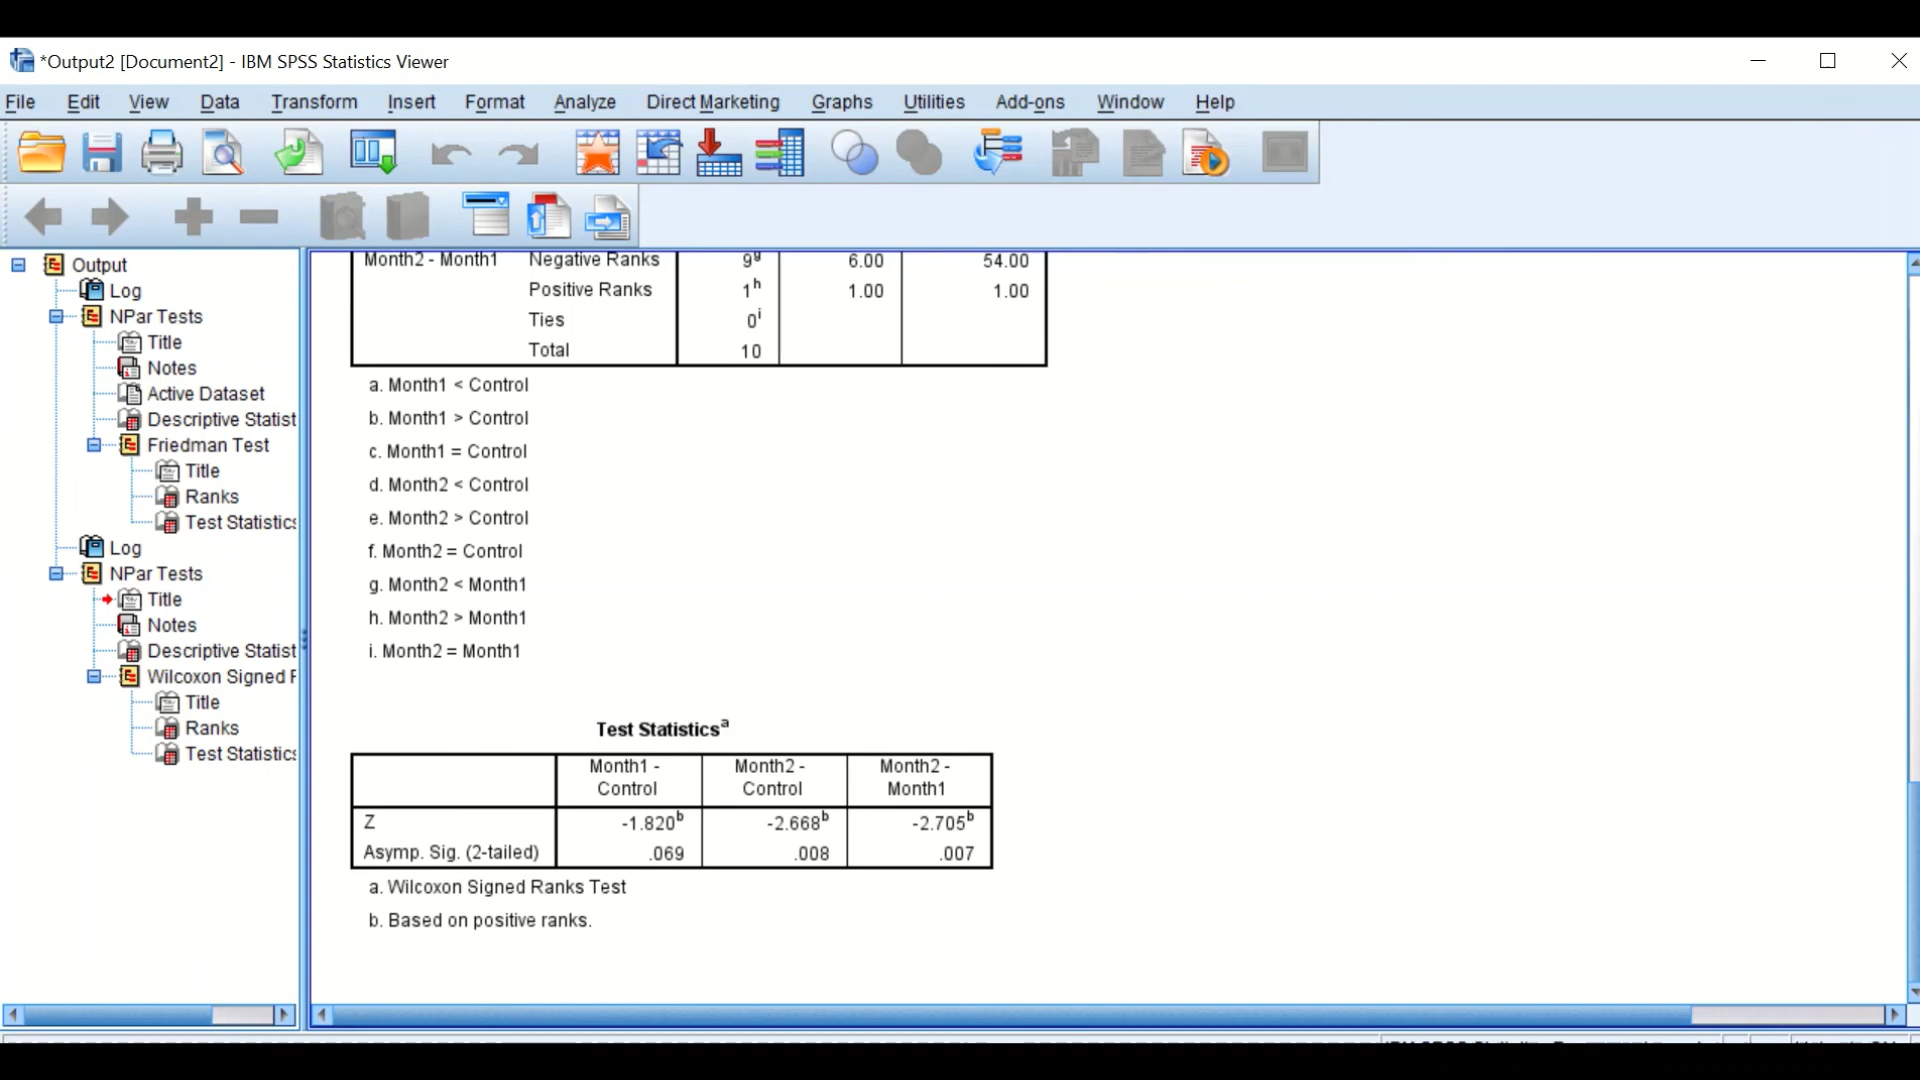 *Output2 [Document2] - IBM SPSS Statistics Viewer
File Edit View Data Transform Insert Format Analyze Direct Marketing Graphs Utilities Add-ons Window Help
Output
Log
NPar Tests
Title
Notes
Active Dataset
Descriptive Statist
Friedman Test
Title
Ranks
Test Statistics
Log
NPar Tests
Title
Notes
Descriptive Statist
Wilcoxon Signed
Title
Ranks
Test Statistics
Month2 - Month1 Negative Ranks 9g 6.00 54.00
Positive Ranks 1h 1.00 1.00
Ties 0i
Total 10
a. Month1 < Control
b. Month1 > Control
c. Month1 = Control
d. Month2 < Control
e. Month2 > Control
f. Month2 = Control
g. Month2 < Month1
h. Month2 > Month1
i. Month2 = Month1
Test Statisticsa
Month1 - Control Month2 - Control Month2 - Month1
Z -1.820b -2.668b -2.705b
Asymp. Sig. (2-tailed) .069 .008 .007
a. Wilcoxon Signed Ranks Test
b. Based on positive ranks.